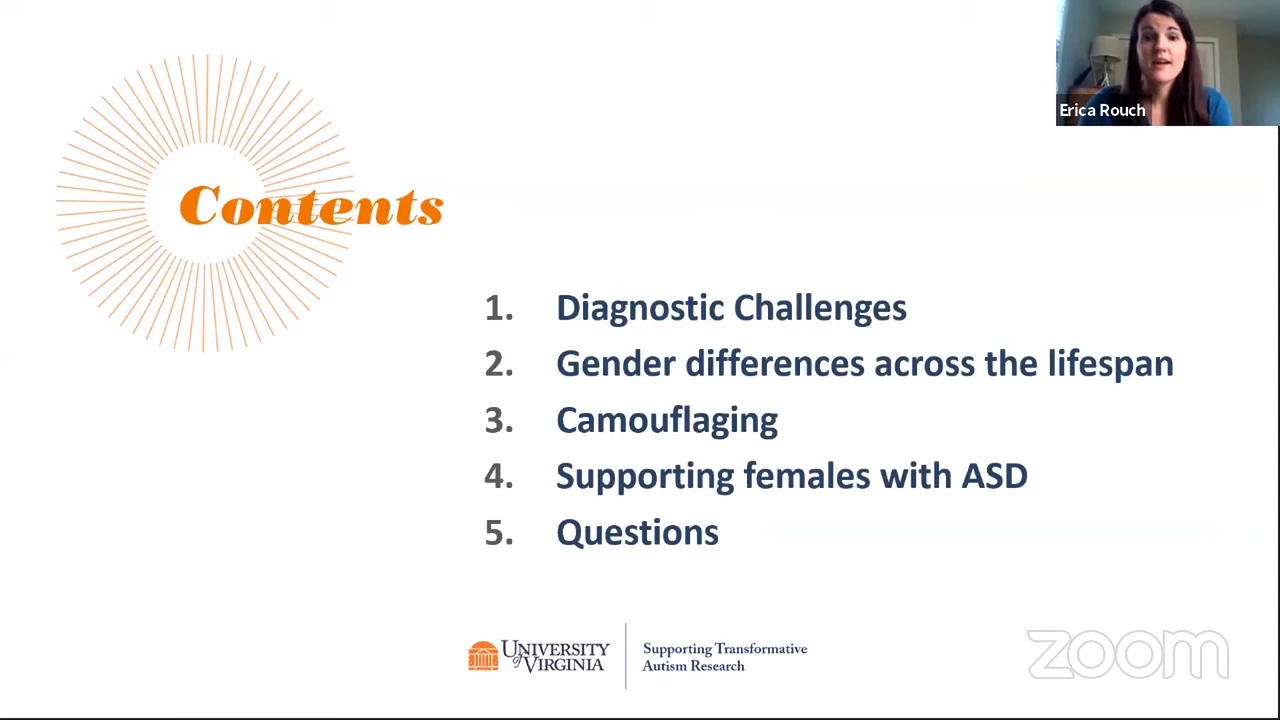 Erica Rouch
Contents
1. Diagnostic Challenges
2. Gender differences across the lifespan
3. Camouflaging
4. Supporting females with ASD
5. Questions
UNIVERSITY
of VIRGINIA
Supporting Transformative
Autism Research
zoom